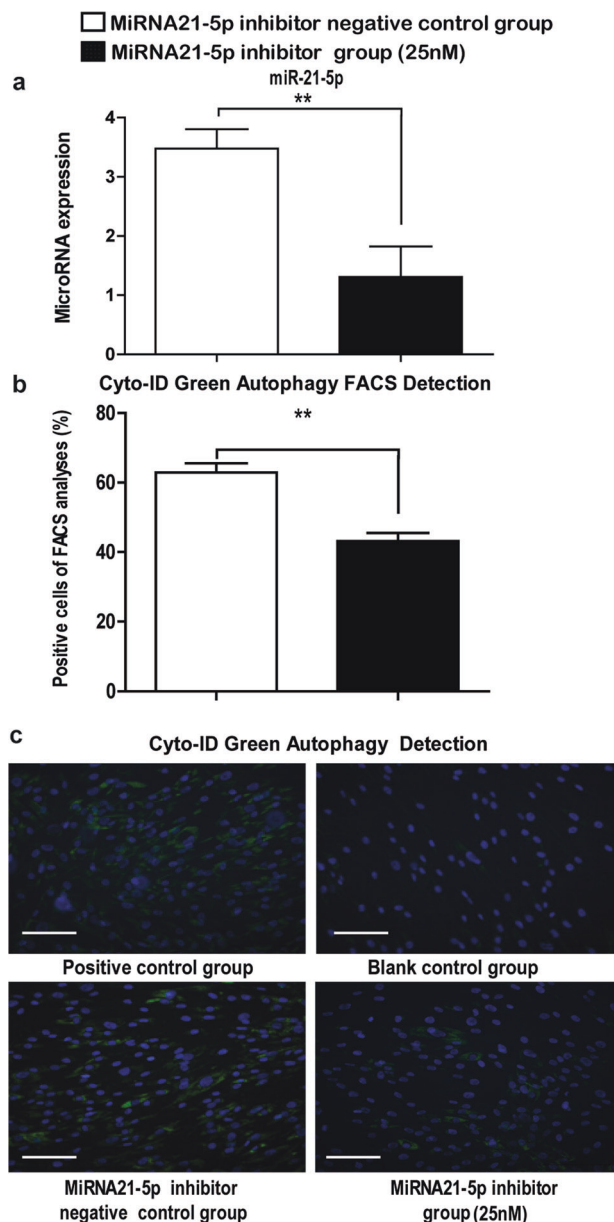 MiRNA21-5p inhibitor negative control group
MiRNA21-5p inhibitor group (25nM)
a
miR-21-5p
**
MicroRNA expression
4
3
2
1
0
b
Cyto-ID Green Autophagy FACS Detection
**
Positive cells of FACS analyses (%)
80
60
40
20
0
c
Cyto-ID Green Autophagy Detection
Positive control group
Blank control group
MiRNA21-5p inhibitor
negative control group
MiRNA21-5p inhibitor
group (25nM)